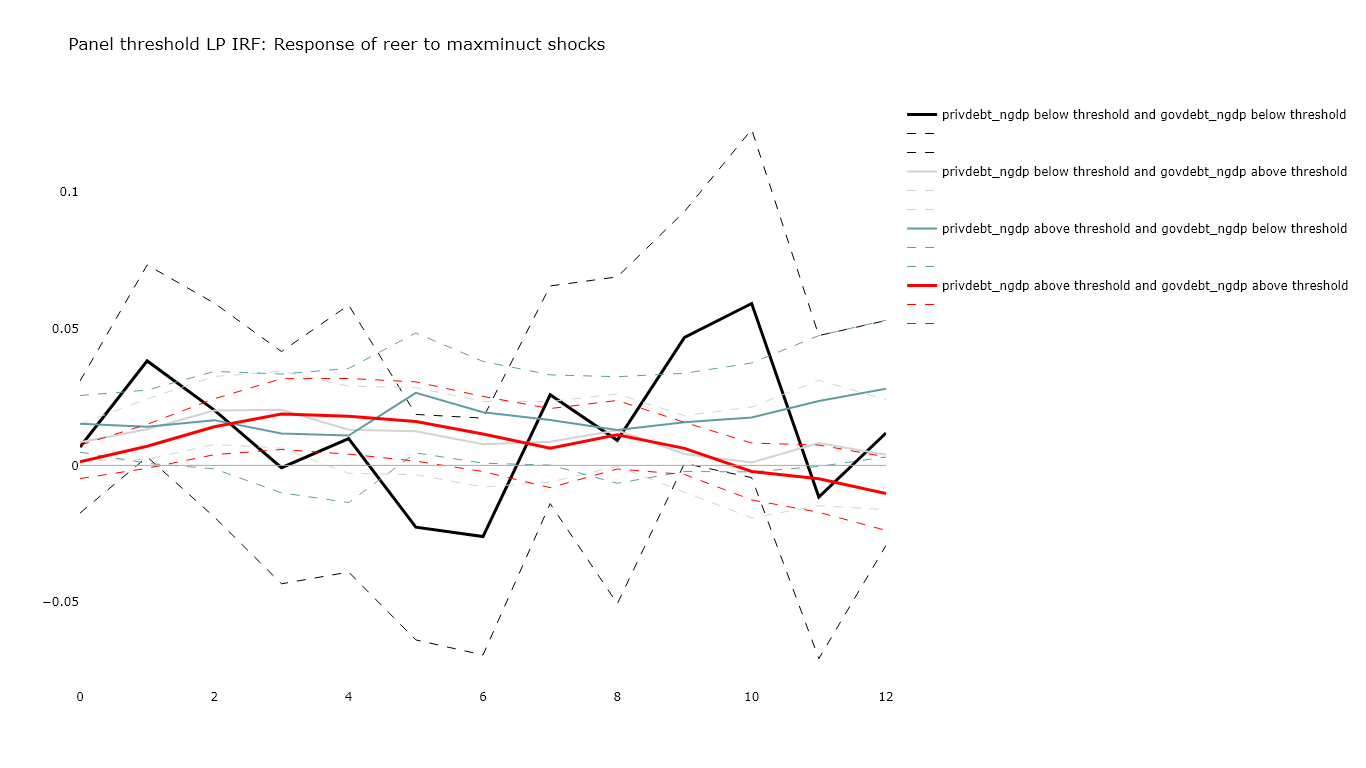 Panel threshold LP IRF: Response of reer to maxminuct shocks
privdebt_ngdp below threshold and govdebt_ngdp below threshold
privdebt_ngdp below threshold and govdebt_ngdp above threshold
privdebt_ngdp above threshold and govdebt_ngdp below threshold
privdebt_ngdp above threshold and govdebt_ngdp above threshold
0.1
0.05
0
−0.05
0 2 4 6 8 10 12